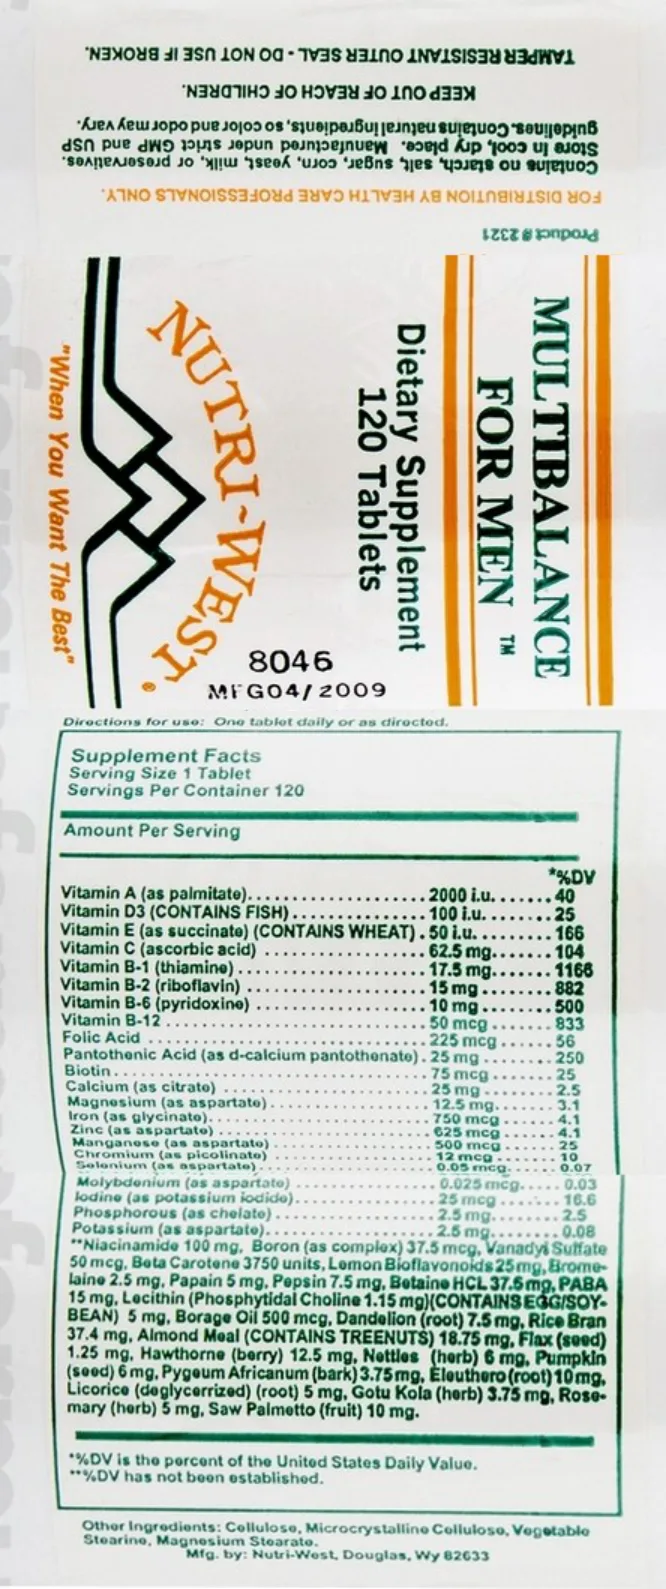 TAMPER RESISTANT OUTER SEAL - DO NOT USE IF BROKEN.
KEEP OUT OF REACH OF CHILDREN.
Contains no starch, salt, sugar, corn, yeast, milk, or preservatives.
Store in cool, dry place. Manufactured under strict GMP and USP
guidelines. Contains natural ingredients, so color and odor may vary.
FOR DISTRIBUTION BY HEALTH CARE PROFESSIONALS ONLY.
Product # 2321
MULTIBALANCE
FOR MEN ™
Dietary Supplement
120 Tablets
NUTRI-WEST®
"When You Want The Best"
8046
MFG04/2009
Directions for use: One tablet daily or as directed.
Supplement Facts
Serving Size 1 Tablet
Servings Per Container 120
Amount Per Serving
*%DV
Vitamin A (as palmitate)....................2000 i.u.......40
Vitamin D3 (CONTAINS FISH)...............100 i.u........25
Vitamin E (as succinate) (CONTAINS WHEAT).50 i.u.........166
Vitamin C (ascorbic acid) ..................62.5 mg.......104
Vitamin B-1 (thiamine).....................17.5 mg.......1166
Vitamin B-2 (riboflavin) ....................15 mg ........882
Vitamin B-6 (pyridoxine) ...................10 mg ........500
Vitamin B-12 .............................50 mcg .......833
Folic Acid ...............................225 mcg ......56
Pantothenic Acid (as d-calcium pantothenate).25 mg ........250
Biotin...................................75 mcg .......25
Calcium (as citrate) .......................25 mg ........2.5
Magnesium (as aspartate)...................12.5 mg.......3.1
Iron (as glycinate).........................750 mcg ......4.1
Zinc (as aspartate) ........................625 mcg ......4.1
Manganese (as aspartate) ...................500 mcg ......25
Chromium (as picolinate) ...................12 mcg .......10
Selenium (as aspartate) ....................0.05 mcg......0.07
Molybdenium (as aspartate) .................0.025 mcg.....0.03
Iodine (as potassium iodide).................25 mcg .......16.6
Phosphorous (as chelate) ...................2.5 mg........2.5
Potassium (as aspartate)....................2.5 mg........0.08
**Niacinamide 100 mg, Boron (as complex) 37.5 mcg, Vanadyl Sulfate
50 mcg, Beta Carotene 3750 units, Lemon Bioflavonoids 25mg, Brome-
laine 2.5 mg, Papain 5 mg, Pepsin 7.5 mg, Betaine HCL 37.5 mg, PABA
15 mg, Lecithin (Phosphytidal Choline 1.15 mg)(CONTAINS EGG/SOY-
BEAN) 5 mg, Borage Oil 500 mcg, Dandelion (root) 7.5 mg, Rice Bran
37.4 mg, Almond Meal (CONTAINS TREENUTS) 18.75 mg, Flax (seed)
1.25 mg, Hawthorne (berry) 12.5 mg, Nettles (herb) 6 mg, Pumpkin
(seed) 6 mg, Pygeum Africanum (bark) 3.75 mg, Eleuthero (root) 10 mg,
Licorice (deglycerrized) (root) 5 mg, Gotu Kola (herb) 3.75 mg, Rose-
mary (herb) 5 mg, Saw Palmetto (fruit) 10 mg.
*%DV is the percent of the United States Daily Value.
**%DV has not been established.
Other Ingredients: Cellulose, Microcrystalline Cellulose, Vegetable
Stearine, Magnesium Stearate.
Mfg. by: Nutri-West, Douglas, Wy 82633